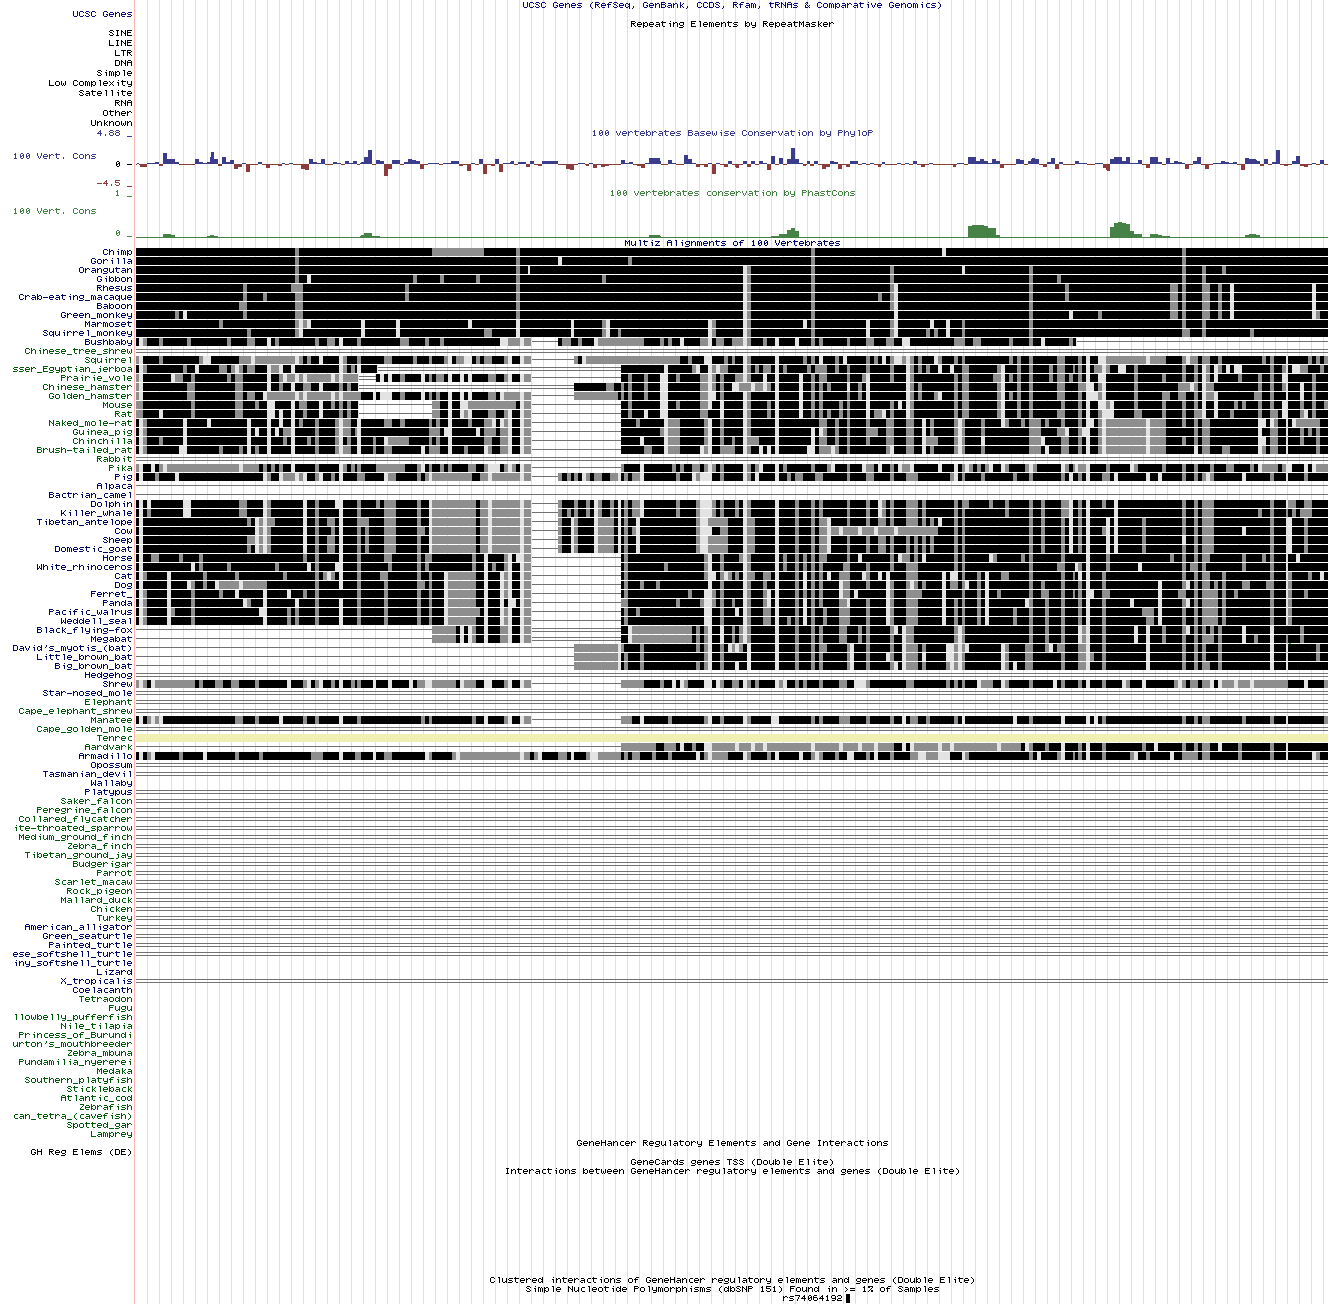 UCSC Genes (RefSeq, GenBank, CCDS, Rfam, tRNAs & Comparative Genomics)
UCSC Genes
Repeating Elements by RepeatMasker
SINE
LINE
LTR
DNA
Simple
Low Complexity
Satellite
RNA
Other
Unknown
4.88 _
100 vertebrates Basewise Conservation by PhyloP
100 Vert. Cons
0 _
-4.5 _
1 _
100 vertebrates conservation by PhastCons
100 Vert. Cons
0 _
Multiz Alignments of 100 Vertebrates
Chimp
Gorilla
Orangutan
Gibbon
Rhesus
Crab-eating_macaque
Baboon
Green_monkey
Marmoset
Squirrel_monkey
Bushbaby
Chinese_tree_shrew
Squirrel
sser_Egyptian_jerboa
Prairie_vole
Chinese_hamster
Golden_hamster
Mouse
Rat
Naked_mole-rat
Guinea_pig
Chinchilla
Brush-tailed_rat
Rabbit
Pika
Pig
Alpaca
Bactrian_camel
Dolphin
Killer_whale
Tibetan_antelope
Cow
Sheep
Domestic_goat
Horse
White_rhinoceros
Cat
Dog
Ferret_
Panda
Pacific_walrus
Weddell_seal
Black_flying-fox
Megabat
David's_myotis_(bat)
Little_brown_bat
Big_brown_bat
Hedgehog
Shrew
Star-nosed_mole
Elephant
Cape_elephant_shrew
Manatee
Cape_golden_mole
Tenrec
Aardvark
Armadillo
Opossum
Tasmanian_devil
Wallaby
Platypus
Saker_falcon
Peregrine_falcon
Collared_flycatcher
ite-throated_sparrow
Medium_ground_finch
Zebra_finch
Tibetan_ground_jay
Budgerigar
Parrot
Scarlet_macaw
Rock_pigeon
Mallard_duck
Chicken
Turkey
American_alligator
Green_seaturtle
Painted_turtle
ese_softshell_turtle
iny_softshell_turtle
Lizard
X_tropicalis
Coelacanth
Tetraodon
Fugu
llowbelly_pufferfish
Nile_tilapia
Princess_of_Burundi
urton's_mouthbreeder
Zebra_mbuna
Pundamilia_nyererei
Medaka
Southern_platyfish
Stickleback
Atlantic_cod
Zebrafish
can_tetra_(cavefish)
Spotted_gar
Lamprey
GeneHancer Regulatory Elements and Gene Interactions
GH Reg Elems (DE)
GeneCards genes TSS (Double Elite)
Interactions between GeneHancer regulatory elements and genes (Double Elite)
Clustered interactions of GeneHancer regulatory elements and genes (Double Elite)
Simple Nucleotide Polymorphisms (dbSNP 151) Found in >= 1% of Samples
rs74064192